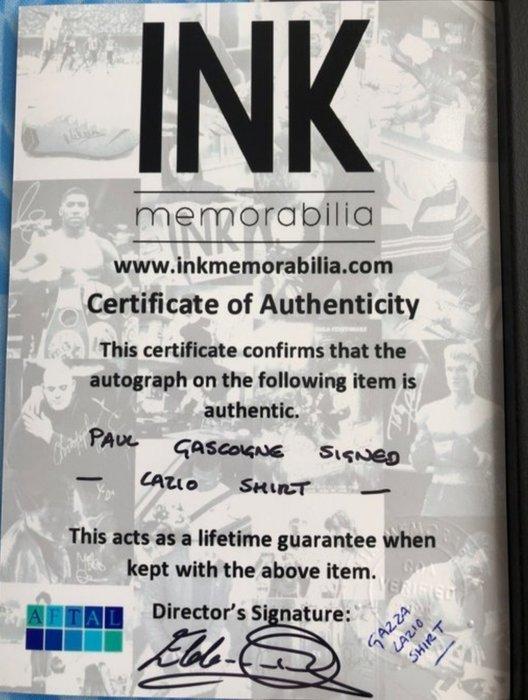 INK
memorabilia
www.inkmemorabilia.com
Certificate of Authenticity
This certificate confirms that the
autograph on the following item is
authentic.
PAUL GASCOIGNE SIGNED
— LAZIO SHIRT —
This acts as a lifetime guarantee when
kept with the above item.
AFTAL
Director's Signature:
GAZZA
LAZIO
SHIRT